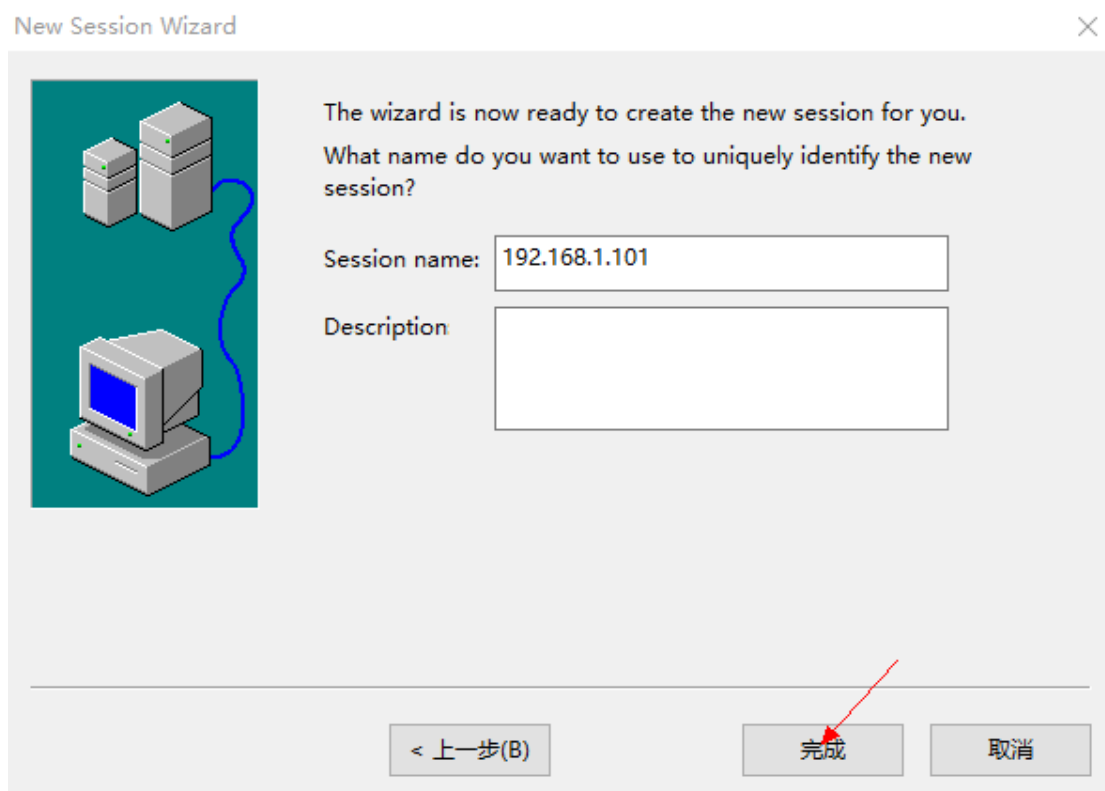 New Session Wizard
The wizard is now ready to create the new session for you.
What name do you want to use to uniquely identify the new
session?
Session name: 192.168.1.101
Description:
< 上一步(B) 完成 取消